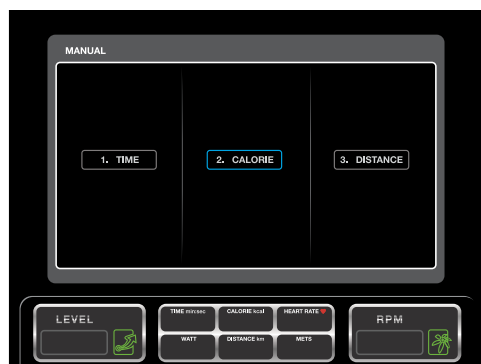 MANUAL
1. TIME
2. CALORIE
3. DISTANCE
LEVEL
TIME mir:sec
CALORIE kcal
HEART RATE
WATT
DISTANCE km
METS
RPM